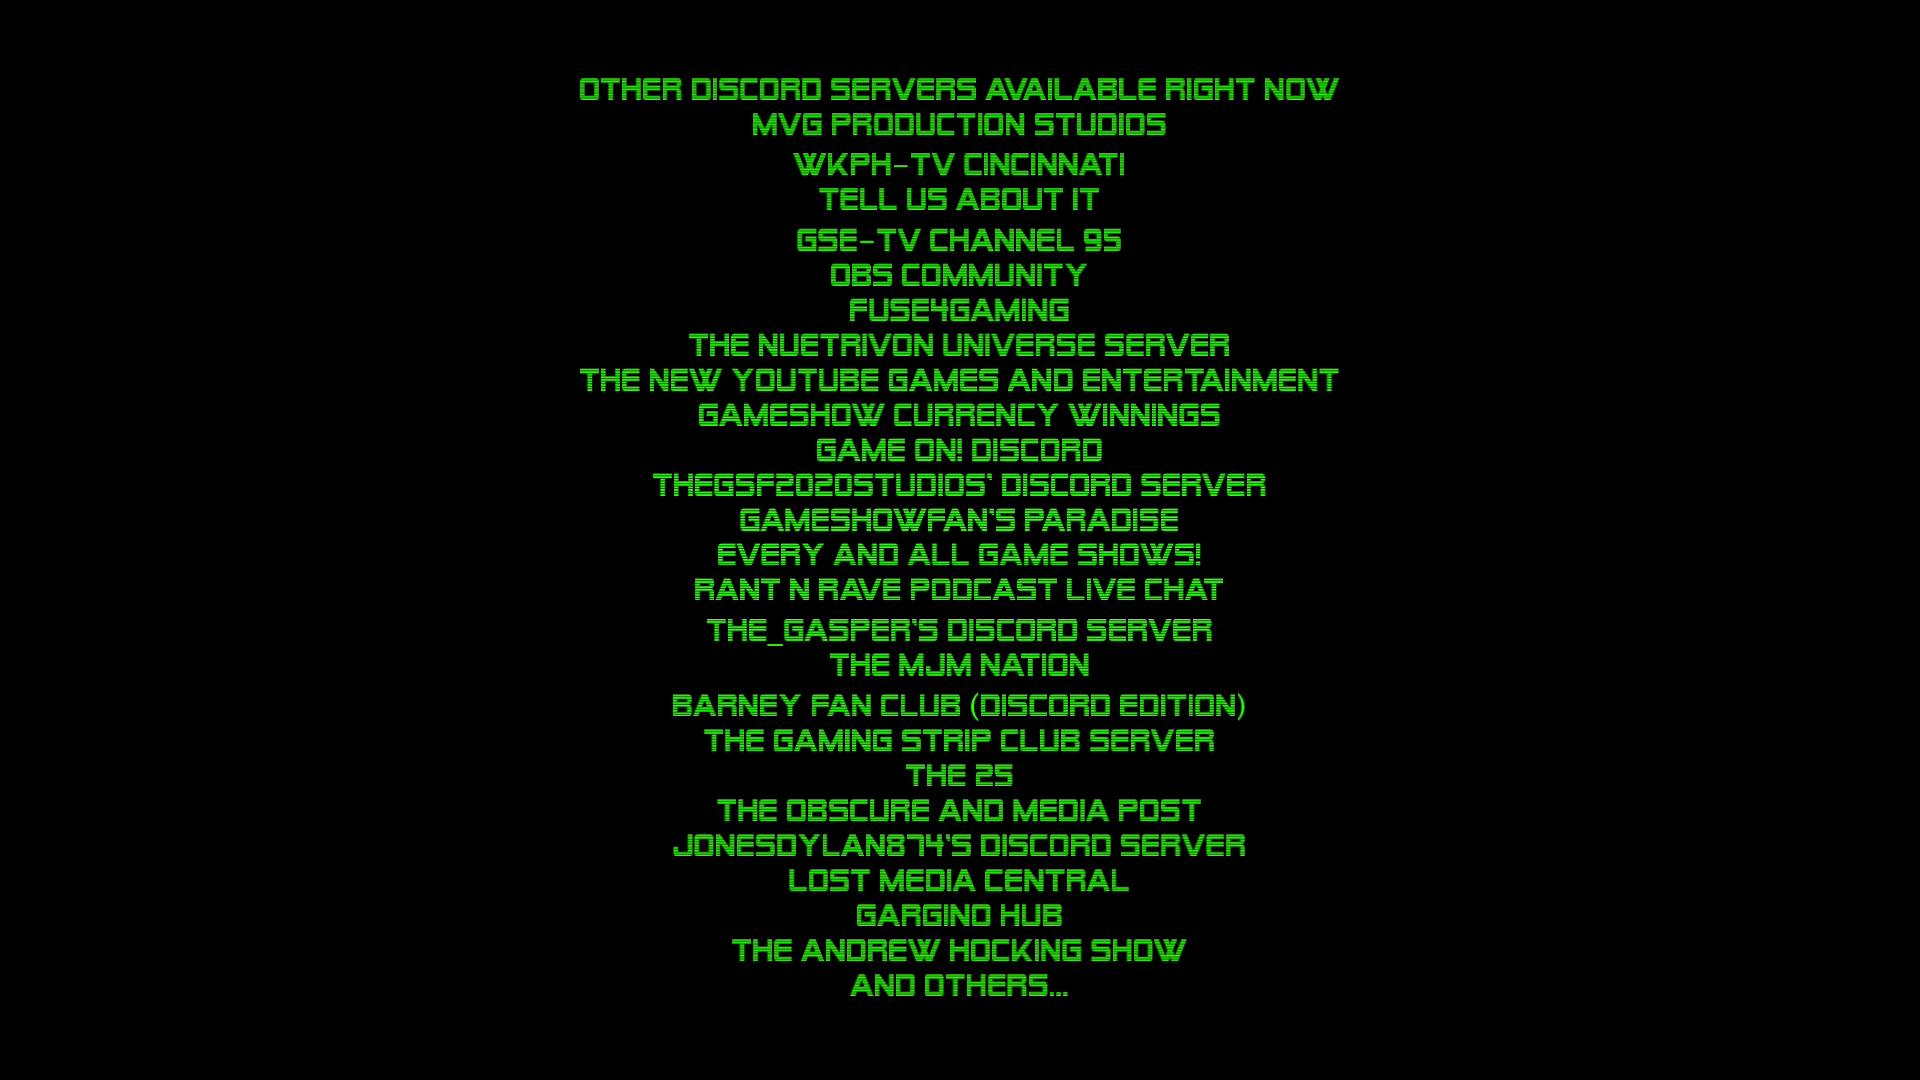 OTHER DISCORD SERVERS AVAILABLE RIGHT NOW
MVG PRODUCTION STUDIOS
WKPH-TV CINCINNATI
TELL US ABOUT IT
GSE-TV CHANNEL 95
OBS COMMUNITY
FUSE4GAMING
THE NUETRIVON UNIVERSE SERVER
THE NEW YOUTUBE GAMES AND ENTERTAINMENT
GAMESHOW CURRENCY WINNINGS
GAME ON! DISCORD
THEGSF2020STUDIOS' DISCORD SERVER
GAMESHOWFAN'S PARADISE
EVERY AND ALL GAME SHOWS!
RANT N RAVE PODCAST LIVE CHAT
THE_GASPER'S DISCORD SERVER
THE MJM NATION
BARNEY FAN CLUB (DISCORD EDITION)
THE GAMING STRIP CLUB SERVER
THE 25
THE OBSCURE AND MEDIA POST
JONESDYLAN874'S DISCORD SERVER
LOST MEDIA CENTRAL
GARGINO HUB
THE ANDREW HOCKING SHOW
AND OTHERS...